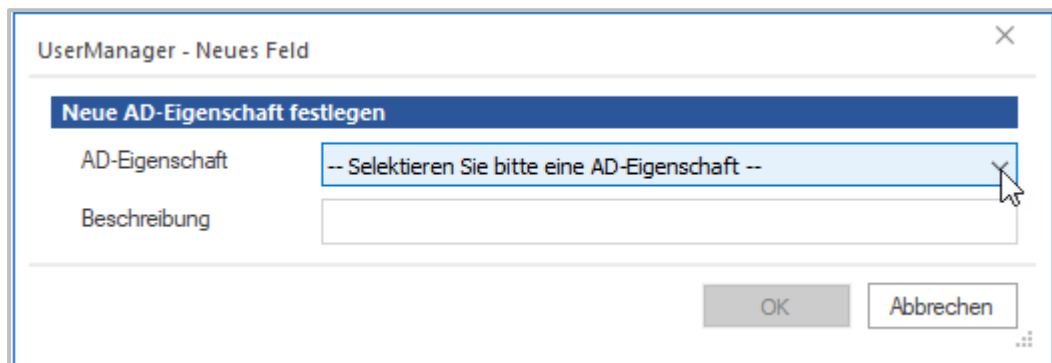 UserManager - Neues Feld
Neue AD-Eigenschaft festlegen
AD-Eigenschaft
-- Selektieren Sie bitte eine AD-Eigenschaft --
Beschreibung
OK
Abbrechen